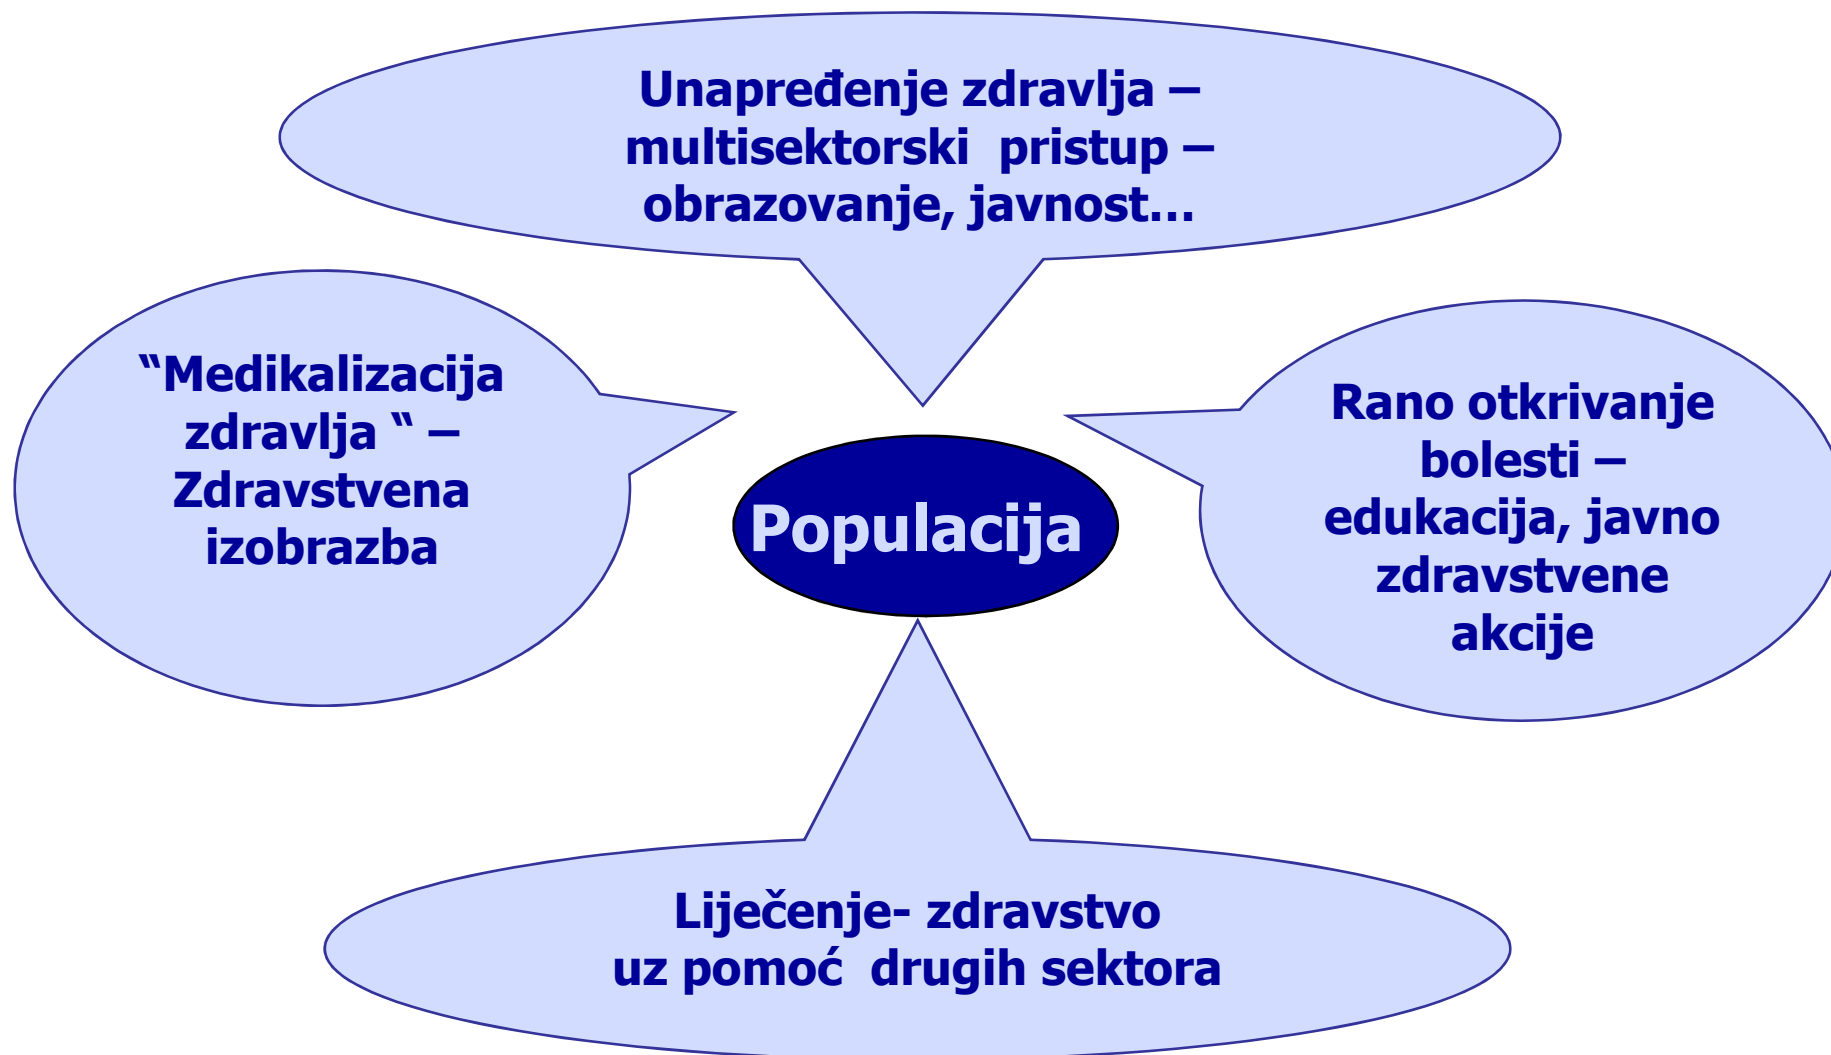 Unapređenje zdravlja –
multisektorski pristup –
obrazovanje, javnost...
“Medikalizacija
zdravlja “ –
Zdravstvena
izobrazba
Rano otkrivanje
bolesti –
edukacija, javno
zdravstvene
akcije
Populacija
Liječenje- zdravstvo
uz pomoć drugih sektora